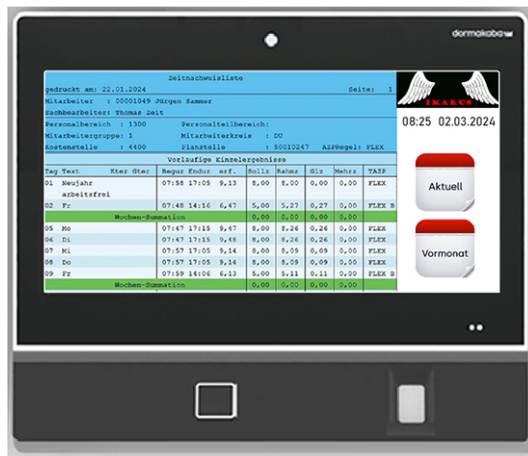 dormakaba
Zeitnachweisliste
gedruckt am: 22.01.2024 Seite: 1
Mitarbeiter : 00001049 Jürgen Sammer
Sachbearbeiter: Thomas Zeit
Personalbereich : 1300 Personalteilbereich:
Mitarbeitergruppe: 1 Mitarbeiterkreis : DU
Kostenstelle : 4400 Planstelle : 50010247 AZPRegel: FLEX
Vorläufige Einzelergebnisse
Tag Text Kter Gter Beguz Enduz erf. Sollz Rahmz Glz Mehrz TAZP
01 Neujahr 07:58 17:05 9,13 8,00 8,00 0,00 0,00 FLEX
arbeitsfrei
02 Fr 07:48 14:16 6,47 5,00 5,27 0,27 0,00 FLEX B
Wochen-Summation 0,00 0,00 0,00 0,00
05 Mo 07:47 17:15 9,47 8,00 8,26 0,26 0,00 FLEX
06 Di 07:47 17:15 9,48 8,00 8,26 0,26 0,00 FLEX
07 Mi 07:57 17:05 9,14 8,00 8,09 0,09 0,00 FLEX
08 Do 07:57 17:05 9,14 8,00 8,09 0,09 0,00 FLEX
09 Fr 07:59 14:06 6,13 5,00 5,11 0,11 0,00 FLEX B
Wochen-Summation 0,00 0,00 0,00 0,00
IKARUS
08:25 02.03.2024
Aktuell
Vormonat